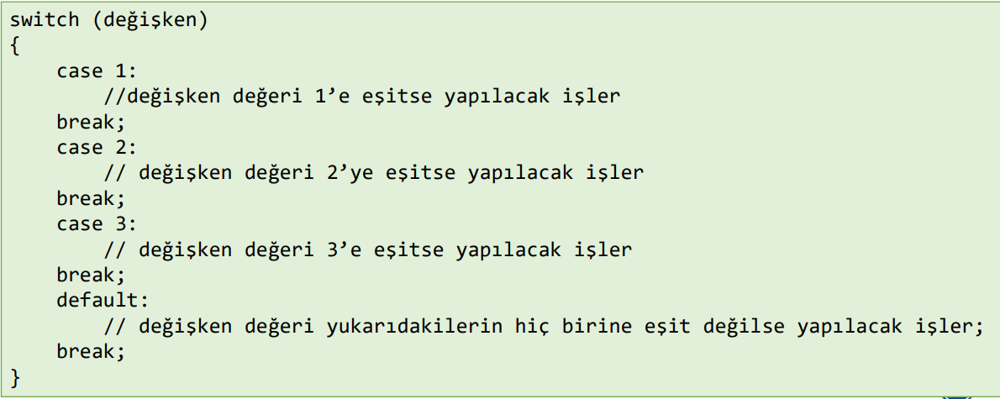 switch (değişken)
{
    case 1:
        //değişken değeri 1’e eşitse yapılacak işler
    break;
    case 2:
        // değişken değeri 2’ye eşitse yapılacak işler
    break;
    case 3:
        // değişken değeri 3’e eşitse yapılacak işler
    break;
    default:
        // değişken değeri yukarıdakilerin hiç birine eşit değilse yapılacak işler;
    break;
}